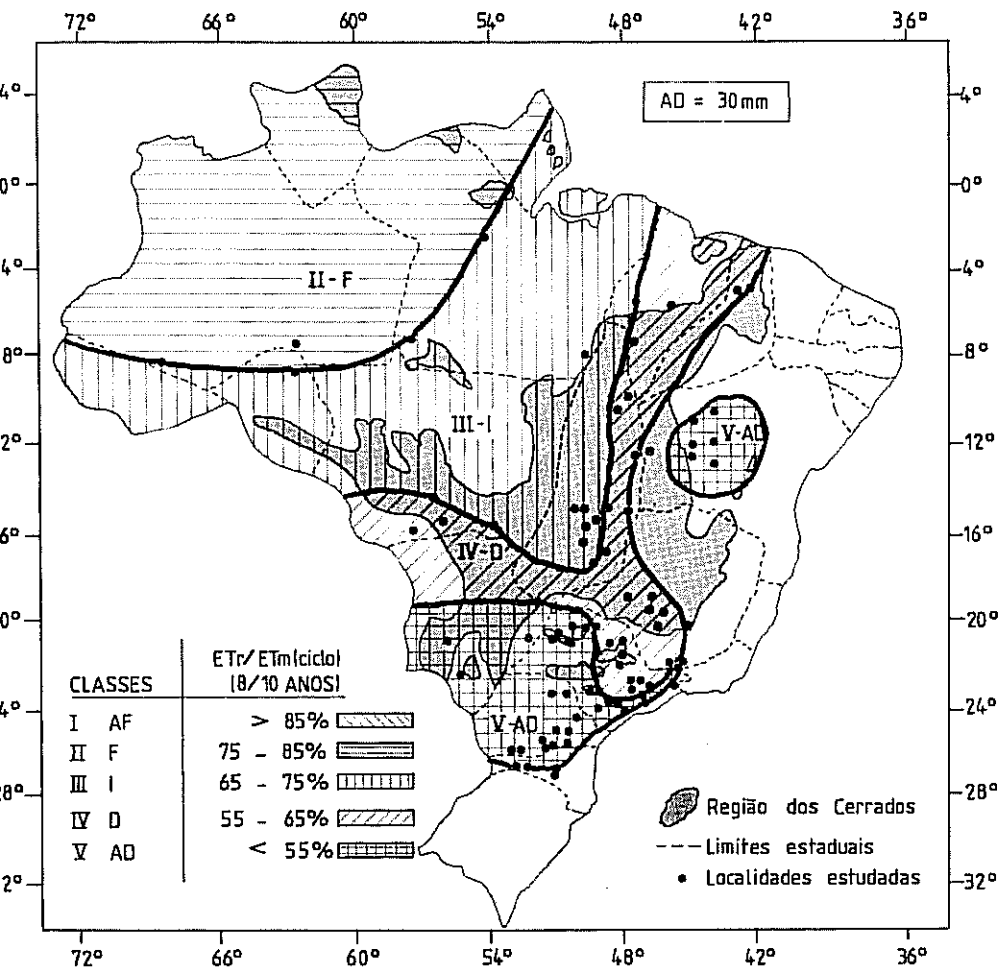 72° 66° 60° 54° 48° 42° 36°
4° 4°
0° 0°
4° 4°
8° 8°
2° 12°
6° 16°
0° 20°
4° 24°
28° 28°
2° 32°
AD = 30mm
II-F
III-I
V-AD
IV-D
V-AD
CLASSES ETr/ETm(ciclo)
(8/10 ANOS)
I AF > 85%
II F 75 - 85%
III I 65 - 75%
IV D 55 - 65%
V AD < 55%
Região dos Cerrados
Limites estaduais
Localidades estudadas
72° 66° 60° 54° 48° 42° 36°